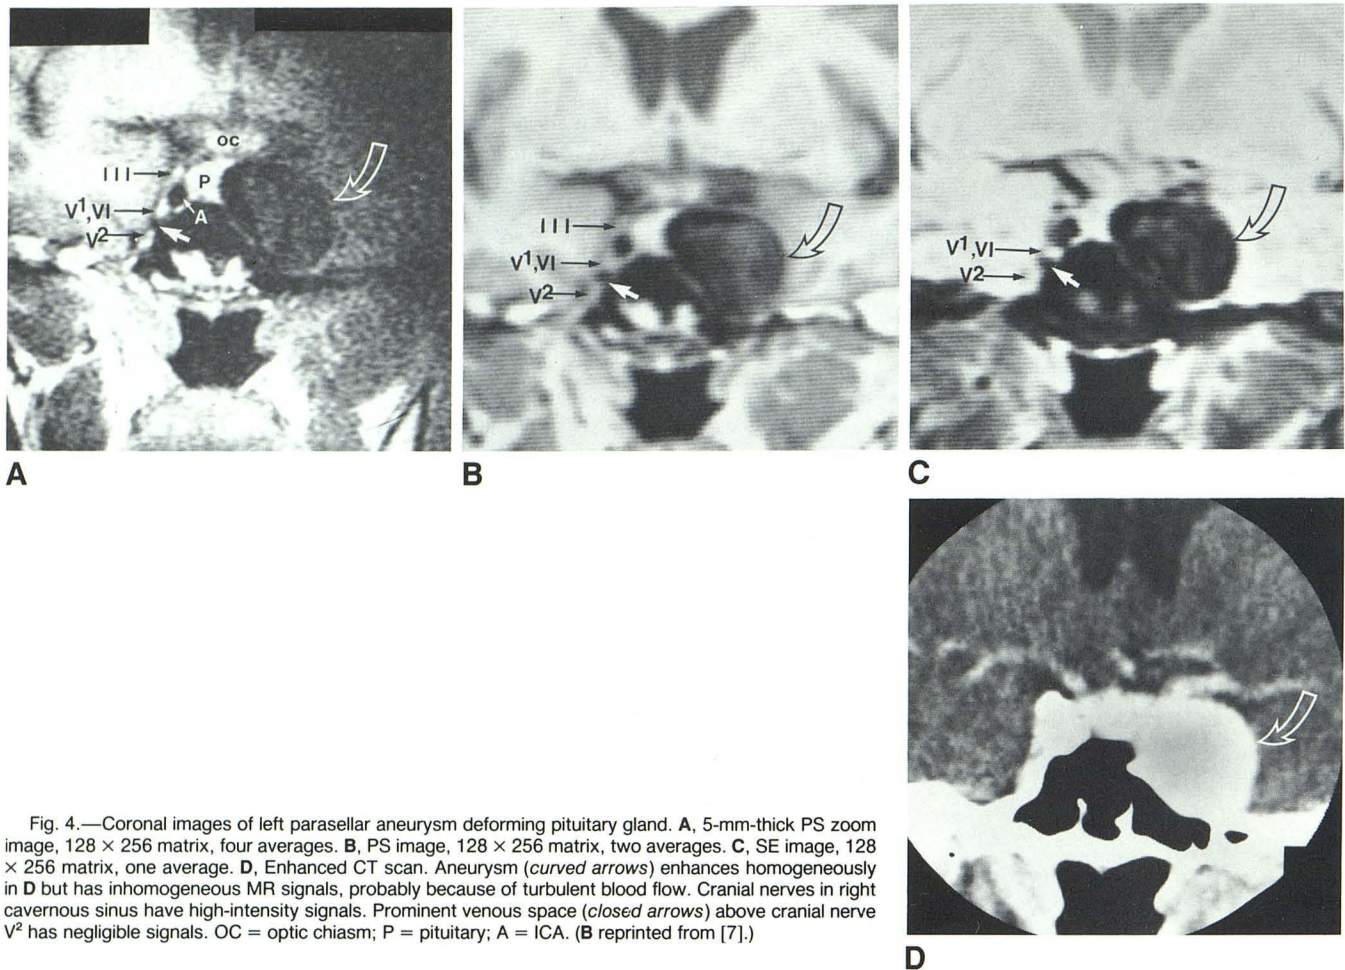 OC
III
P
V1,VI
A
V2
A
III
V1,VI
V2
B
V1,VI
V2
C
D
Fig. 4.—Coronal images of left parasellar aneurysm deforming pituitary gland. A, 5-mm-thick PS zoom
image, 128 × 256 matrix, four averages. B, PS image, 128 × 256 matrix, two averages. C, SE image, 128
× 256 matrix, one average. D, Enhanced CT scan. Aneurysm (curved arrows) enhances homogeneously
in D but has inhomogeneous MR signals, probably because of turbulent blood flow. Cranial nerves in right
cavernous sinus have high-intensity signals. Prominent venous space (closed arrows) above cranial nerve
V² has negligible signals. OC = optic chiasm; P = pituitary; A = ICA. (B reprinted from [7].)